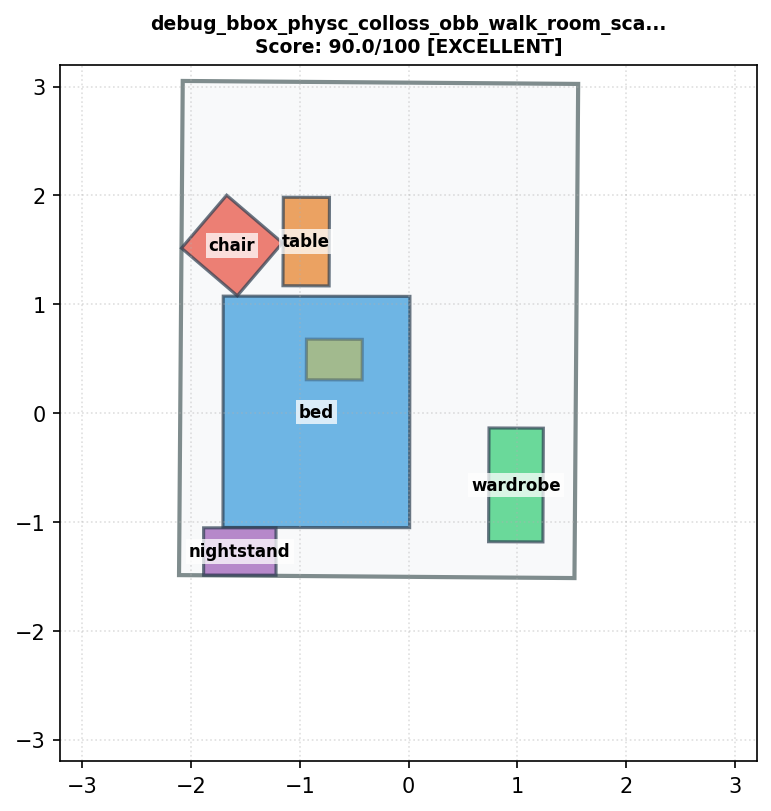 debug_bbox_physc_colloss_obb_walk_room_sca...
Score: 90.0/100 [EXCELLENT]
3
2
chair
table
1
bed
0
wardrobe
−1
nightstand
−2
−3
−3 −2 −1 0 1 2 3